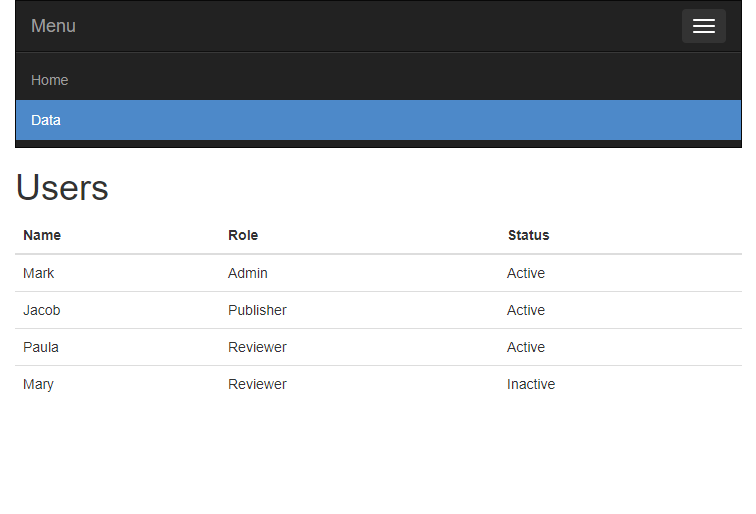 Menu
Home
Data
Users
Name Role Status
Mark Admin Active
Jacob Publisher Active
Paula Reviewer Active
Mary Reviewer Inactive